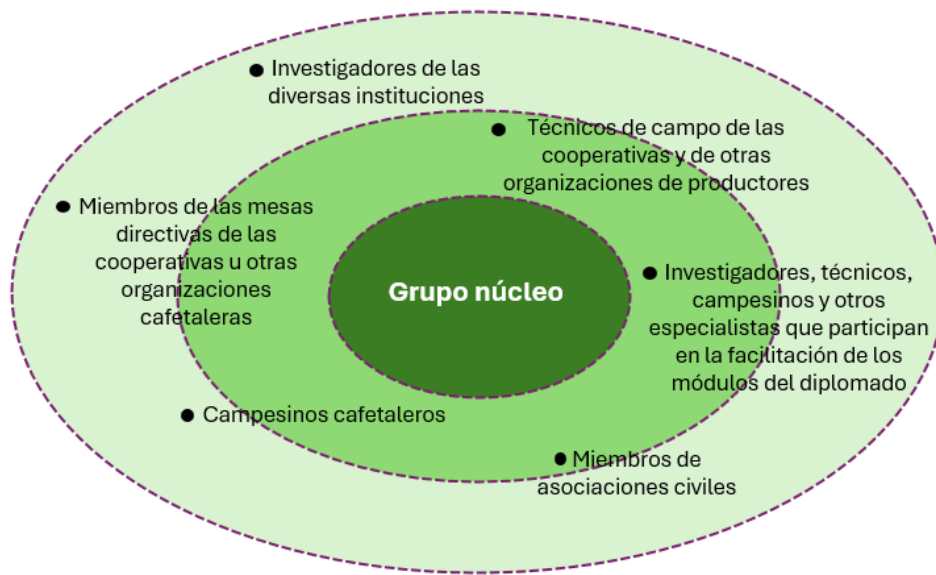 Investigadores de las
diversas instituciones
Técnicos de campo de las
cooperativas y de otras
organizaciones de productores
Miembros de las mesas
directivas de las
cooperativas u otras
organizaciones
cafetaleras
Grupo núcleo
Investigadores, técnicos,
campesinos y otros
especialistas que participan
en la facilitación de los
módulos del diplomado
Campesinos cafetaleros
Miembros de
asociaciones civiles